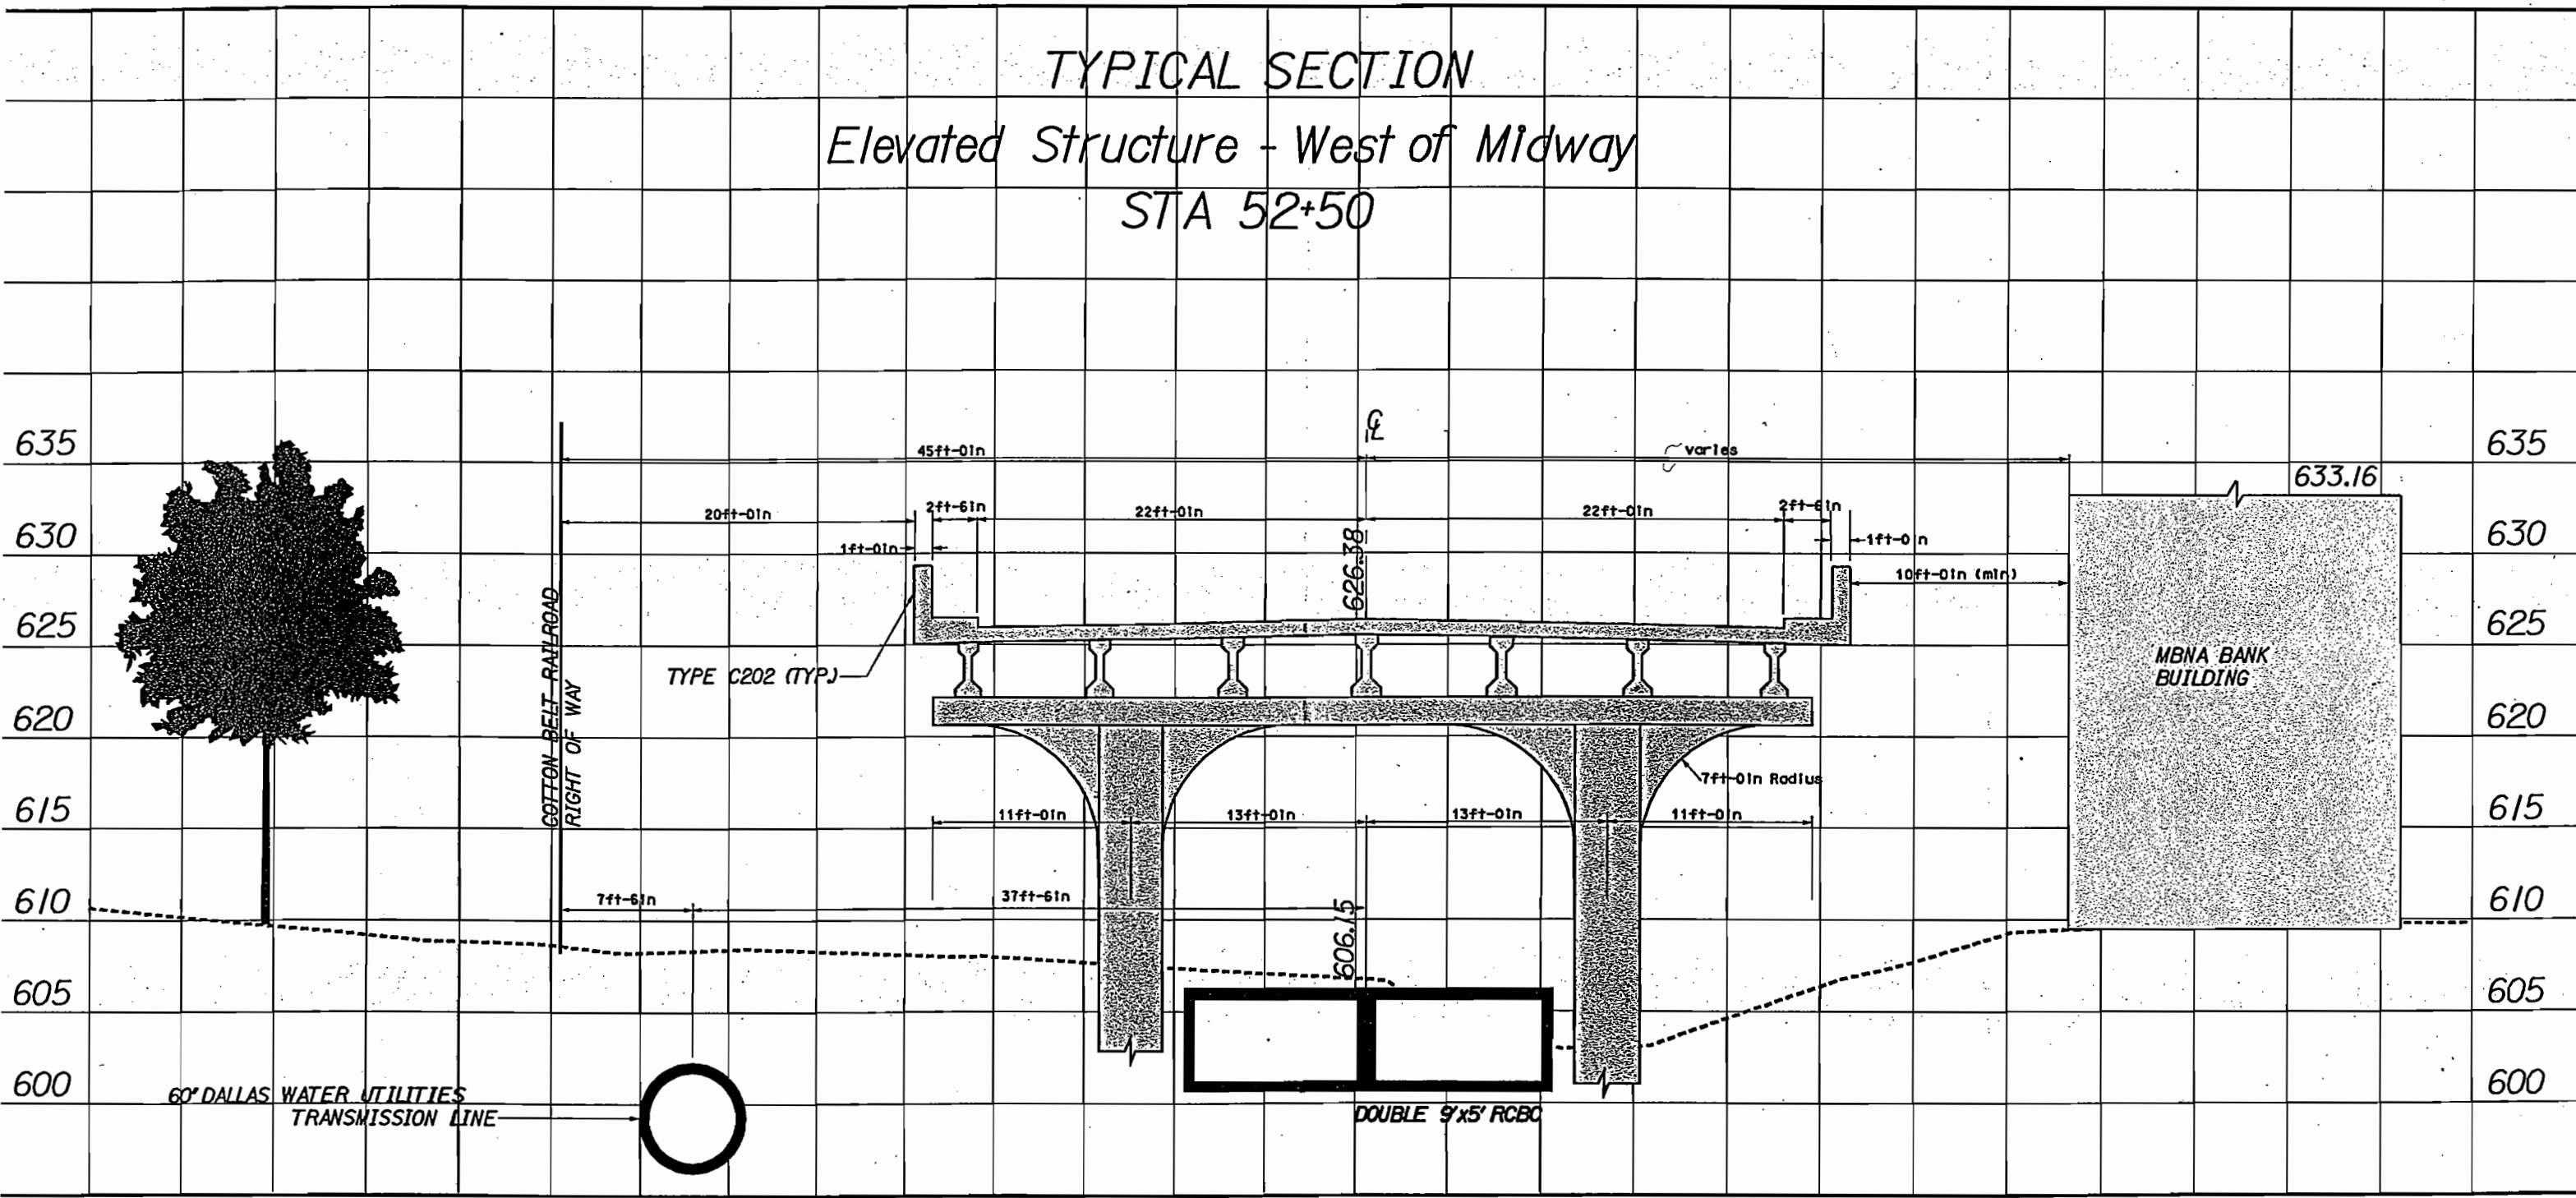 TYPICAL SECTION
Elevated Structure - West of Midway
STA 52+50
℄
635
45ft-0in
varies
635
633.16
20ft-0in
2ft-6in
22ft-0in
22ft-0in
2ft-6in
630
1ft-0in
626.38
1ft-0in
630
10ft-0in (min)
625
625
COTTON BELT RAILROAD
RIGHT OF WAY
TYPE C202 (TYP.)
MBNA BANK
BUILDING
620
620
7ft-0in Radius
615
11ft-0in
13ft-0in
13ft-0in
11ft-0in
615
610
7ft-6in
37ft-6in
610
606.15
605
605
600
600
60" DALLAS WATER UTILITIES
TRANSMISSION LINE
DOUBLE 9'x5' RCBC